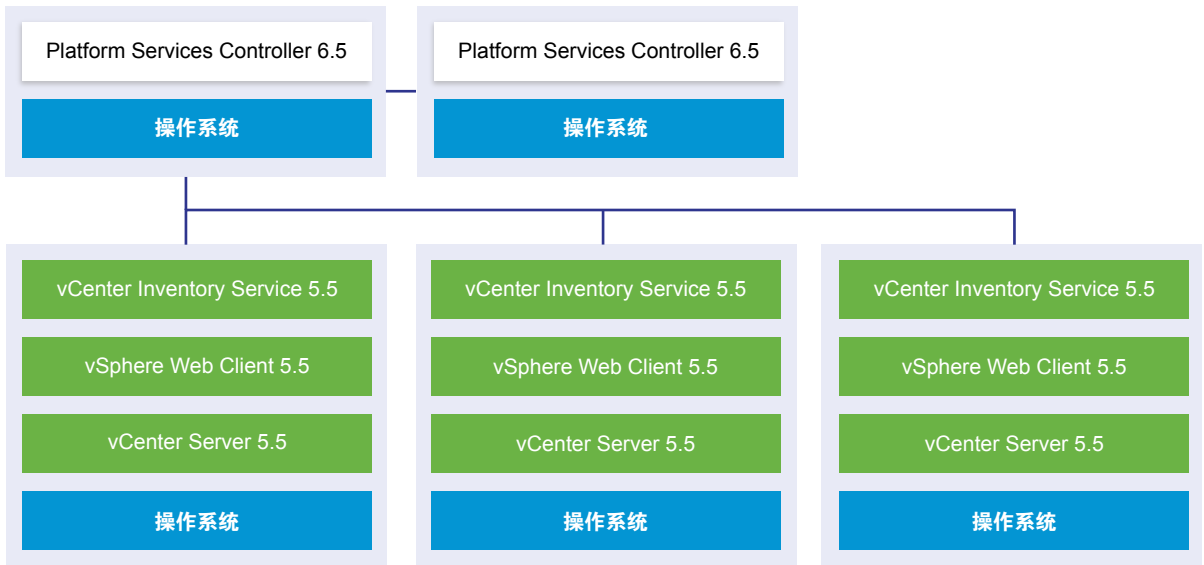 Platform Services Controller 6.5
Platform Services Controller 6.5
操作系统
操作系统
vCenter Inventory Service 5.5
vCenter Inventory Service 5.5
vCenter Inventory Service 5.5
vSphere Web Client 5.5
vSphere Web Client 5.5
vSphere Web Client 5.5
vCenter Server 5.5
vCenter Server 5.5
vCenter Server 5.5
操作系统
操作系统
操作系统